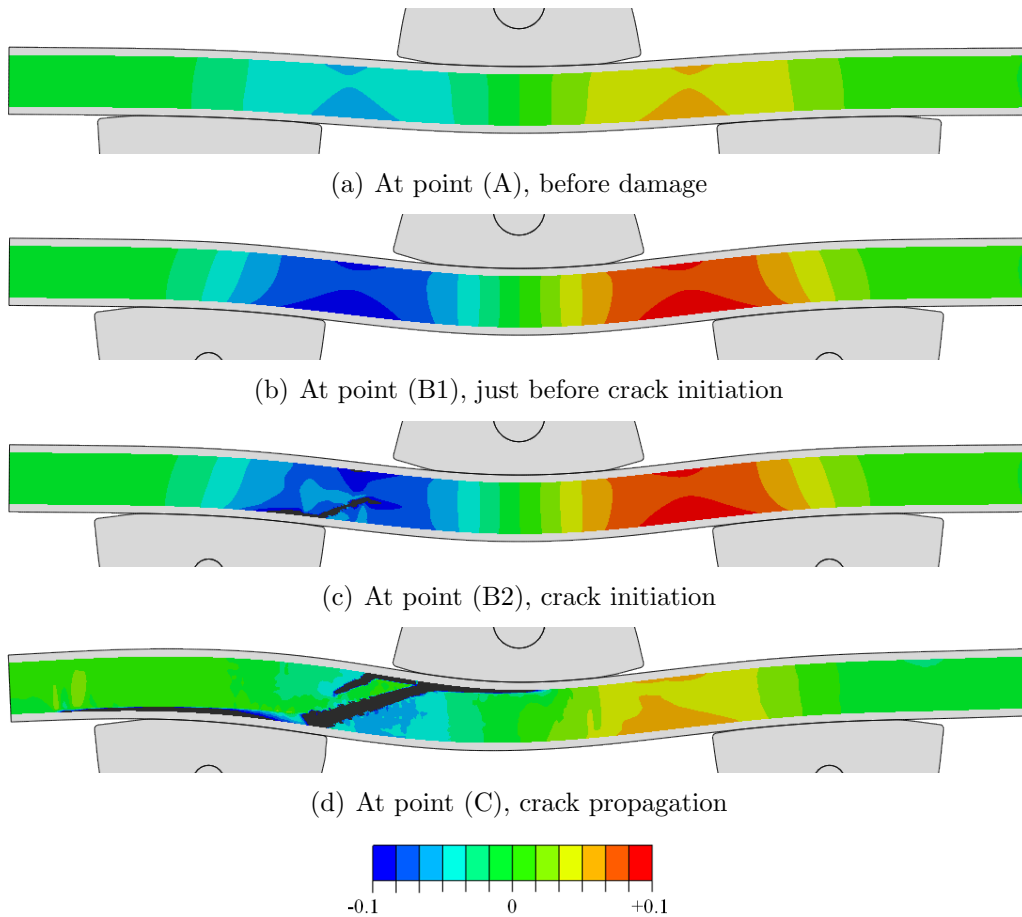 (a) At point (A), before damage
(b) At point (B1), just before crack initiation
(c) At point (B2), crack initiation
(d) At point (C), crack propagation
-0.1 0 +0.1